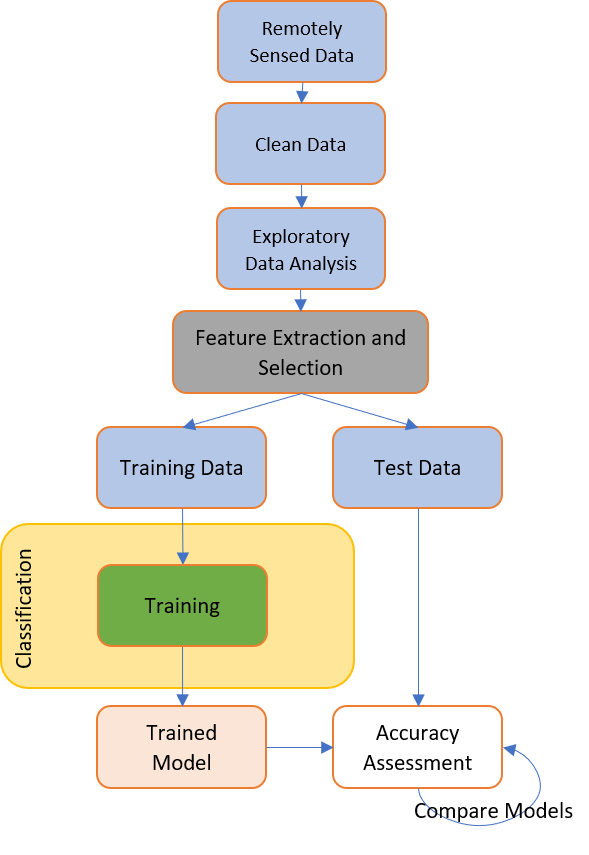 Remotely
Sensed Data
Clean Data
Exploratory
Data Analysis
Feature Extraction and
Selection
Training Data
Test Data
Classification
Training
Trained
Model
Accuracy
Assessment
Compare Models